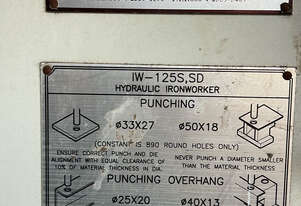 IW-125S,SD
HYDRAULIC IRONWORKER
PUNCHING
ø33X27 ø50X18
(CONSTANT IS B90 ROUND HOLES ONLY)
ENSURE CORRECT PUNCH AND DIE
ALIGNMENT WITH EQUAL CLEARANCE OF
10% OF MATERIAL THICKNESS IN DIA.
NEVER PUNCH A DIAMETER SMALLER
THAN THE MATERIAL THICKNESS
PUNCHING OVERHANG
ø25X20 ø40X13